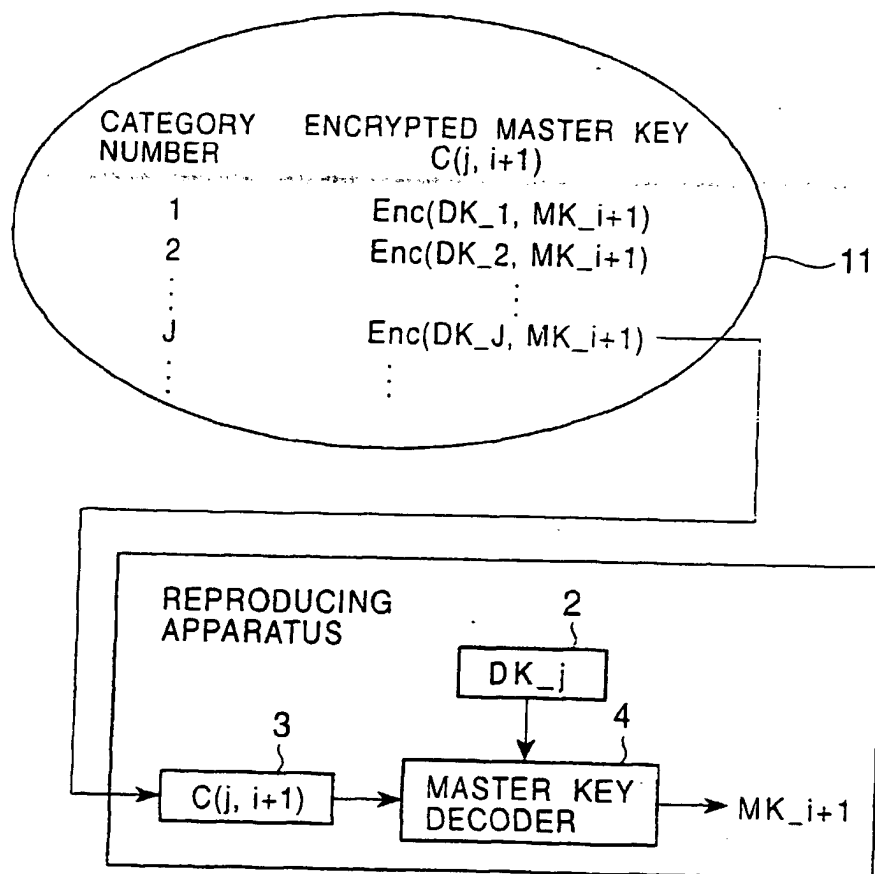 CATEGORY NUMBER ENCRYPTED MASTER KEY C(j, i+1)
1 Enc(DK_1, MK_i+1)
2 Enc(DK_2, MK_i+1)
J Enc(DK_J, MK_i+1)
11
REPRODUCING
APPARATUS
2
DK_j
3
C(j, i+1)
4
MASTER KEY
DECODER
MK_i+1